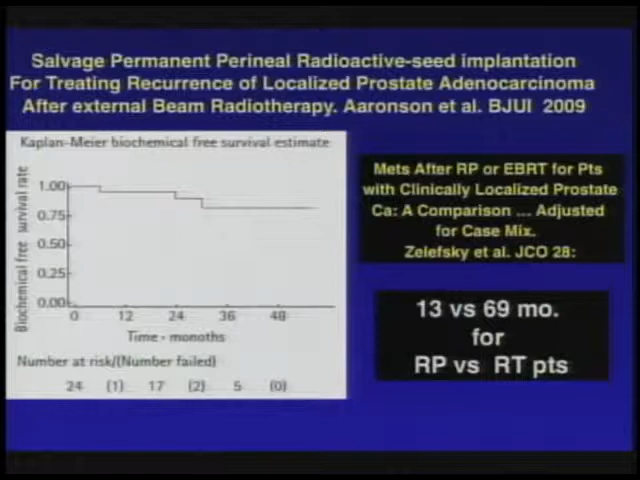 Salvage Permanent Perineal Radioactive-seed implantation
For Treating Recurrence of Localized Prostate Adenocarcinoma
After external Beam Radiotherapy. Aaronson et al. BJUI 2009
Kaplan-Meier biochemical free survival estimate
Biochemical free survival rate
1.00
0.75
0.50
0.25
0.00
0 12 24 36 48
Time - monoths
Number at risk/(Number failed)
24 (1) 17 (2) 5 (0)
Mets After RP or EBRT for Pts
with Clinically Localized Prostate
Ca: A Comparison ... Adjusted
for Case Mix.
Zelefsky et al. JCO 28:
13 vs 69 mo.
for
RP vs RT pts